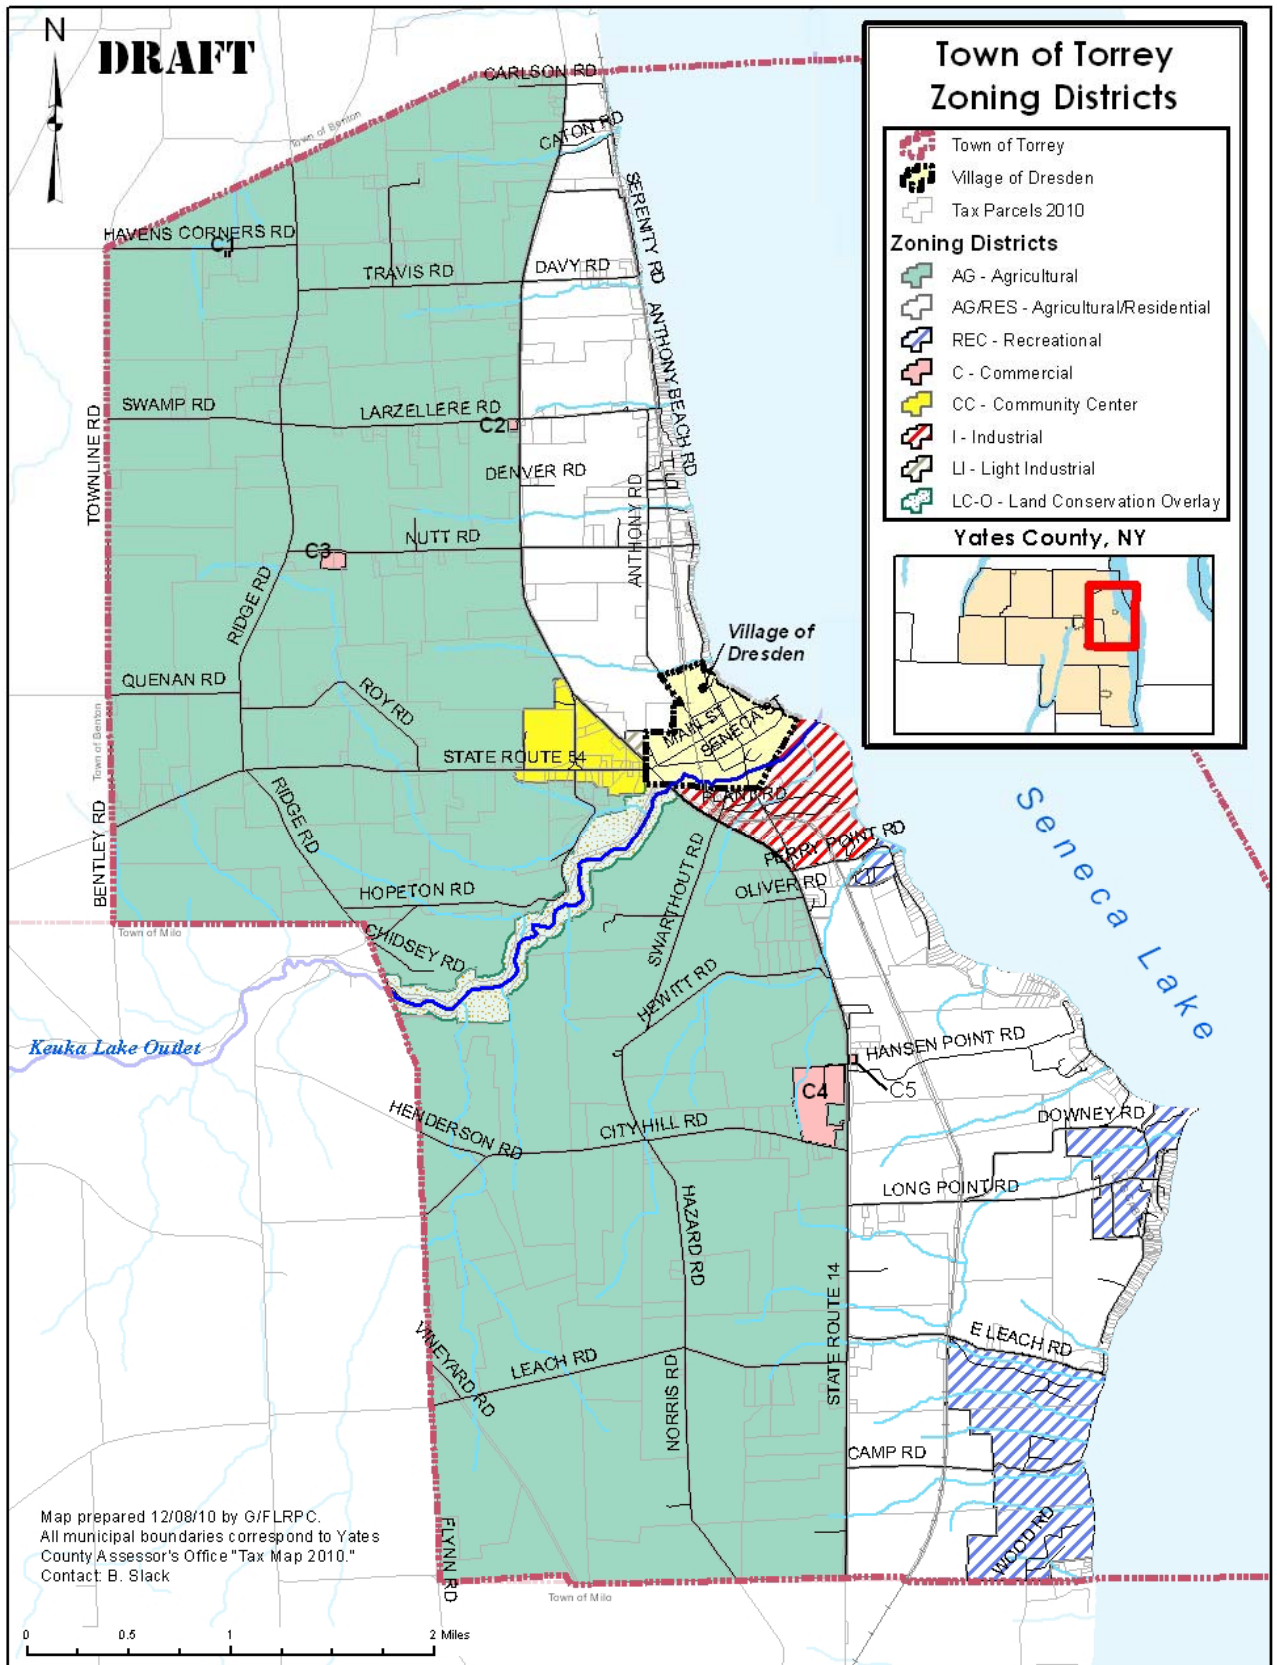 N
DRAFT
Town of Torrey
Zoning Districts
Town of Torrey
Village of Dresden
Tax Parcels 2010
Zoning Districts
AG - Agricultural
AG/RES - Agricultural/Residential
REC - Recreational
C - Commercial
CC - Community Center
I - Industrial
LI - Light Industrial
LC-O - Land Conservation Overlay
Yates County, NY
CARLSON RD
Town of Benton
CATON RD
SERENITY RD
HAVENS CORNERS RD
C1
TRAVIS RD
DAVY RD
ANTHONY BEACH RD
SWAMP RD
LARZELLERE RD
C2
TOWNLINE RD
DENVER RD
ANTHONY RD
NUTT RD
C3
RIDGE RD
Village of
Dresden
QUENAN RD
ROY RD
MAIN ST
SENECA ST
Town of Benton
STATE ROUTE 54
PLANT RD
RIDGE RD
PERRY POINT RD
BENTLEY RD
HOPETON RD
OLIVER RD
SWARTHOUT RD
Seneca Lake
Town of Milo
CHIDSEY RD
HEWITT RD
Keuka Lake Outlet
HANSEN POINT RD
C4
C5
HENDERSON RD
CITY HILL RD
DOWNEY RD
LONG POINT RD
HAZARD RD
STATE ROUTE 14
VINEYARD RD
LEACH RD
E LEACH RD
NORRIS RD
CAMP RD
WOOD RD
FLYNN RD
Map prepared 12/08/10 by G/FLRPC.
All municipal boundaries correspond to Yates
County Assessor's Office "Tax Map 2010."
Contact: B. Slack
Town of Milo
0 0.5 1 2 Miles